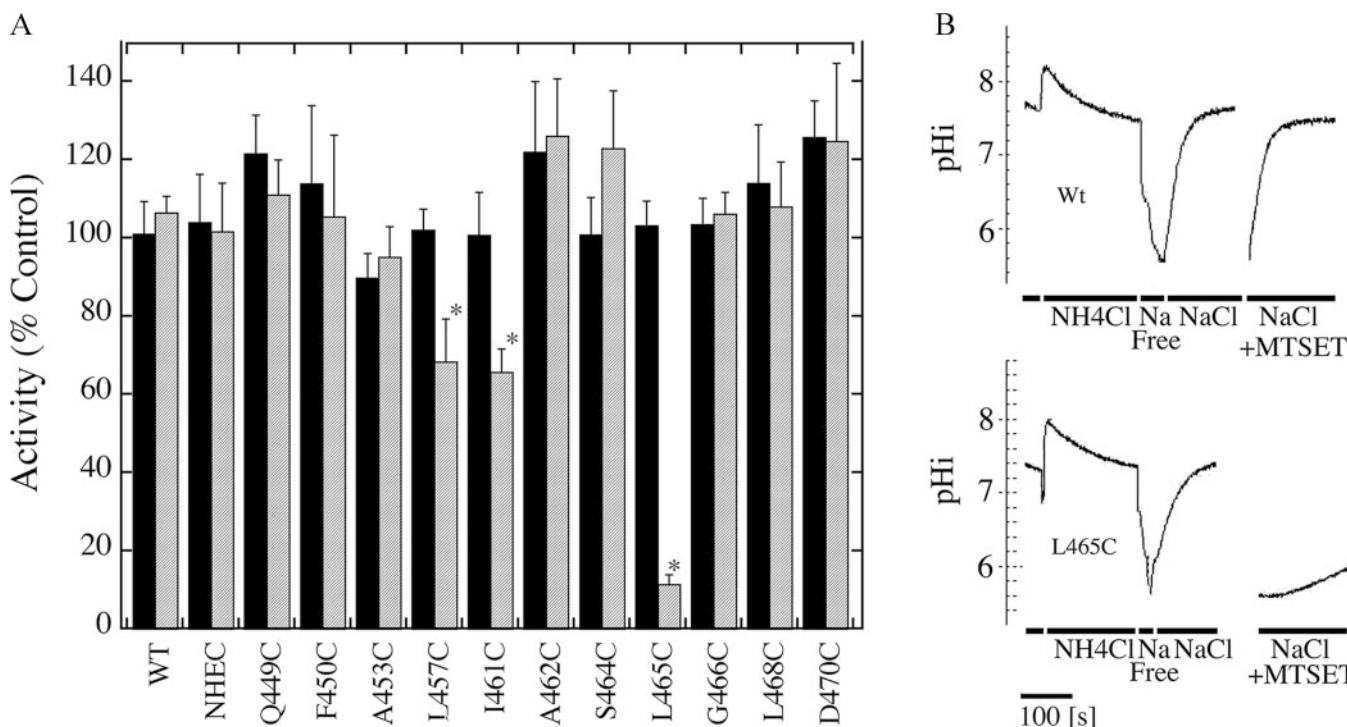 A
Activity (% Control)
140
120
100
80
60
40
20
0
*
*
*
WT
NHEC
Q449C
F450C
A453C
L457C
I461C
A462C
S464C
L465C
G466C
L468C
D470C
B
pHi
8
7
6
Wt
NH4Cl Na NaCl NaCl
Free +MTSET
pHi
8
7
6
L465C
NH4Cl Na NaCl NaCl
Free +MTSET
100 [s]